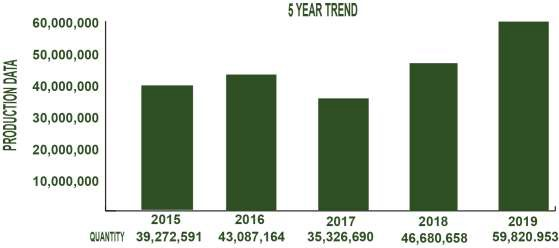 5 YEAR TREND
PRODUCTION DATA
60,000,000
50,000,000
40,000,000
30,000,000
20,000,000
10,000,000
2015 2016 2017 2018 2019
QUANTITY 39,272,591 43,087,164 35,326,690 46,680,658 59,820.953